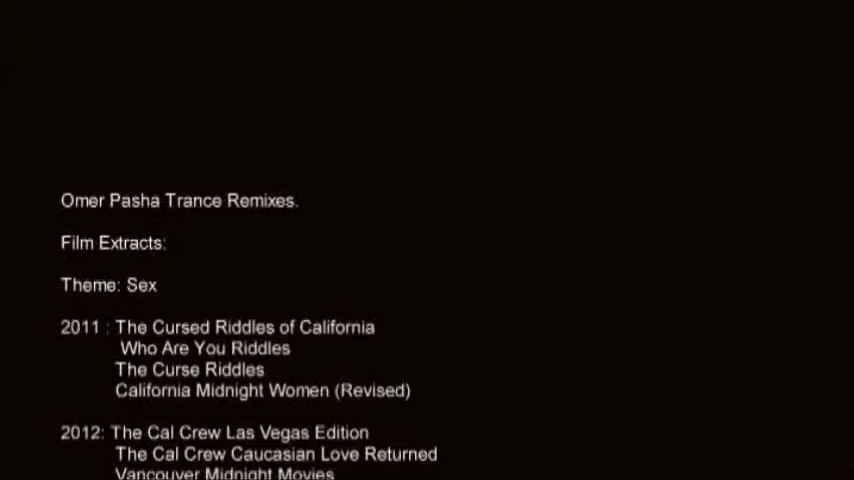 Omer Pasha Trance Remixes.
Film Extracts:
Theme: Sex
2011 : The Cursed Riddles of California
Who Are You Riddles
The Curse Riddles
California Midnight Women (Revised)
2012: The Cal Crew Las Vegas Edition
The Cal Crew Caucasian Love Returned
Vancouver Midnight Movies